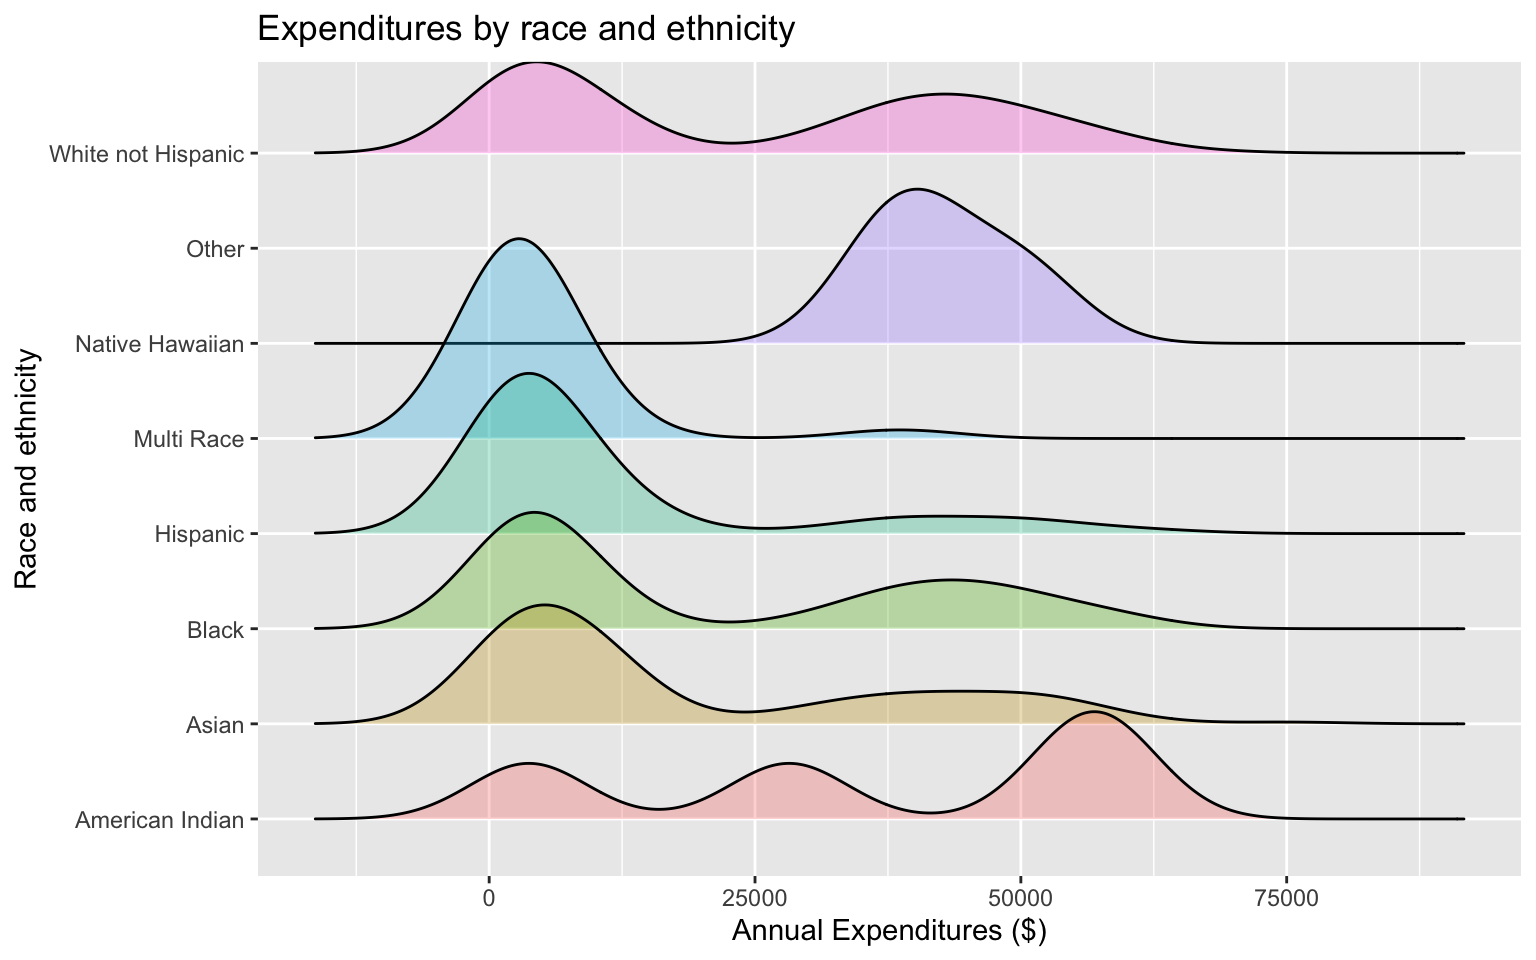 Expenditures by race and ethnicity
White not Hispanic
Other
Native Hawaiian
Multi Race
Hispanic
Black
Asian
American Indian
Race and ethnicity
0 25000 50000 75000
Annual Expenditures ($)